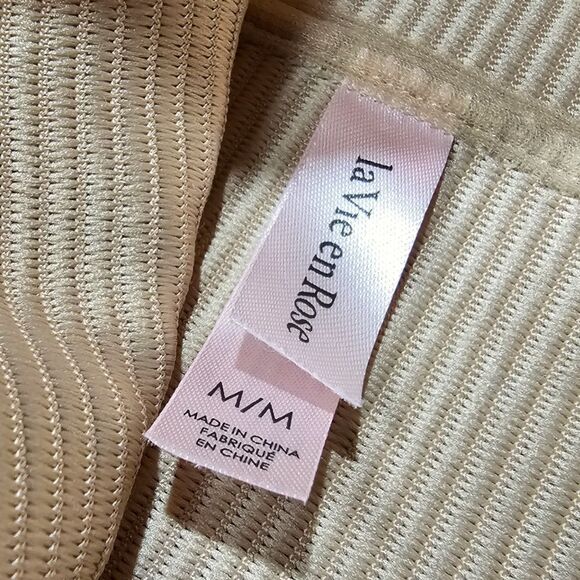 la Vie en Rose
M/M
MADE IN CHINA
FABRIQUÉ
EN CHINE